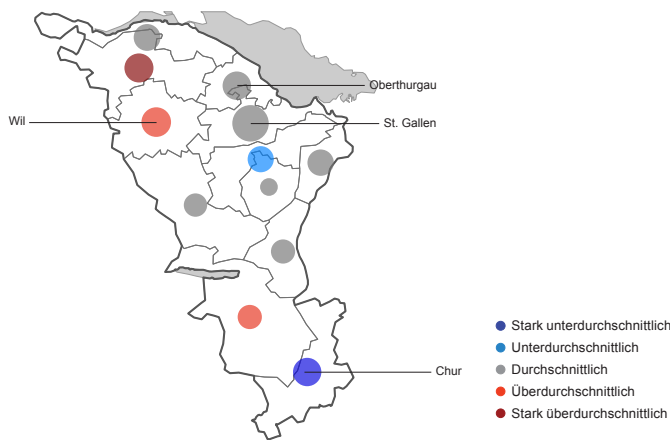 Oberthurgau
Wil
St. Gallen
Chur
Stark unterdurchschnittlich
Unterdurchschnittlich
Durchschnittlich
Überdurchschnittlich
Stark überdurchschnittlich